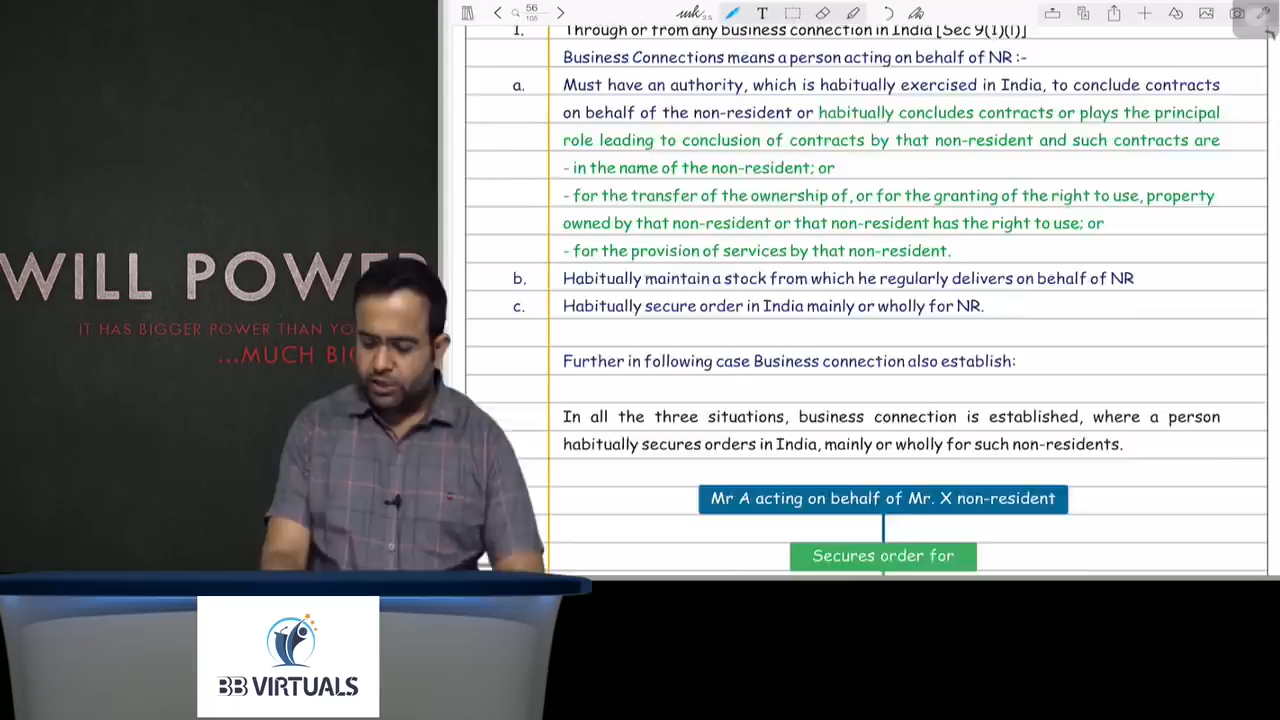 56
105
1. Through or from any business connection in India [Sec 9(1)(i)]
Business Connections means a person acting on behalf of NR :-
a. Must have an authority, which is habitually exercised in India, to conclude contracts
on behalf of the non-resident or habitually concludes contracts or plays the principal
role leading to conclusion of contracts by that non-resident and such contracts are
- in the name of the non-resident; or
- for the transfer of the ownership of, or for the granting of the right to use, property
owned by that non-resident or that non-resident has the right to use; or
- for the provision of services by that non-resident.
b. Habitually maintain a stock from which he regularly delivers on behalf of NR
c. Habitually secure order in India mainly or wholly for NR.
Further in following case Business connection also establish:
In all the three situations, business connection is established, where a person
habitually secures orders in India, mainly or wholly for such non-residents.
Mr A acting on behalf of Mr. X non-resident
Secures order for
WILL POWER
IT HAS BIGGER POWER THAN YO
...MUCH BI
BB VIRTUALS